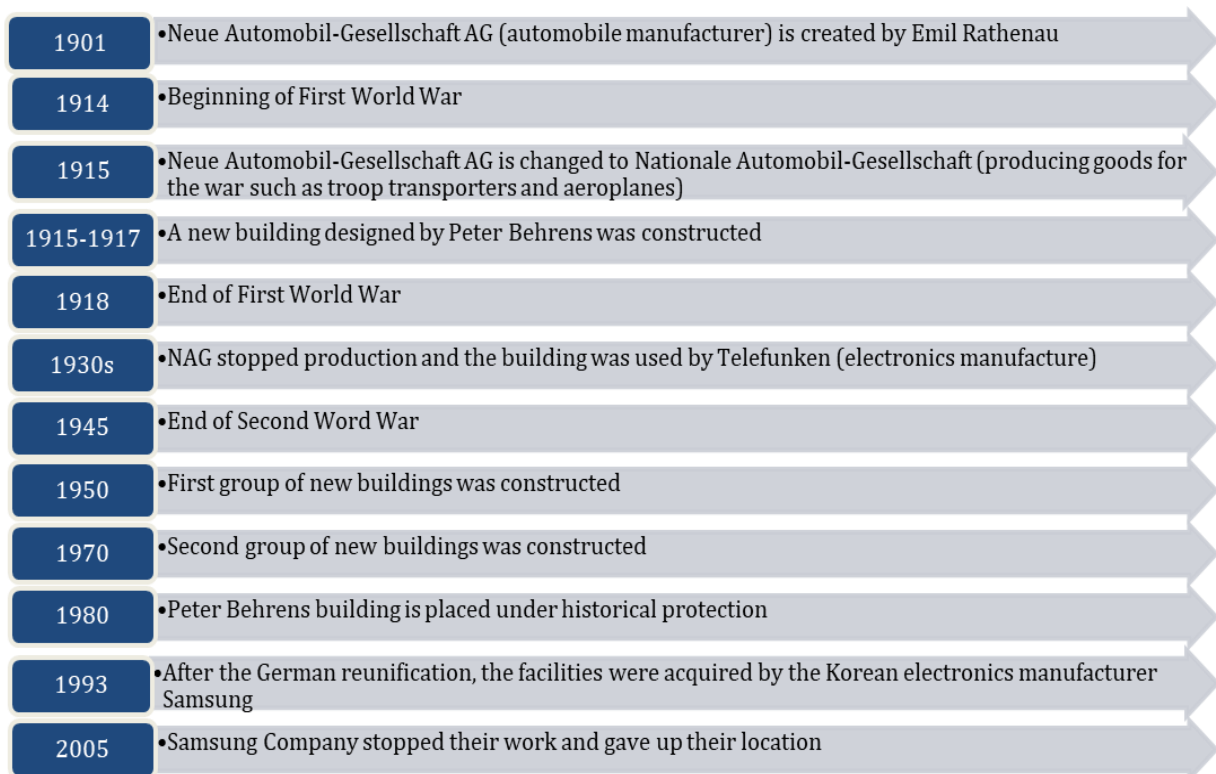 1901
•Neue Automobil-Gesellschaft AG (automobile manufacturer) is created by Emil Rathenau
1914
•Beginning of First World War
1915
•Neue Automobil-Gesellschaft AG is changed to Nationale Automobil-Gesellschaft (producing goods for
the war such as troop transporters and aeroplanes)
1915-1917
•A new building designed by Peter Behrens was constructed
1918
•End of First World War
1930s
•NAG stopped production and the building was used by Telefunken (electronics manufacture)
1945
•End of Second Word War
1950
•First group of new buildings was constructed
1970
•Second group of new buildings was constructed
1980
•Peter Behrens building is placed under historical protection
1993
•After the German reunification, the facilities were acquired by the Korean electronics manufacturer
Samsung
2005
•Samsung Company stopped their work and gave up their location